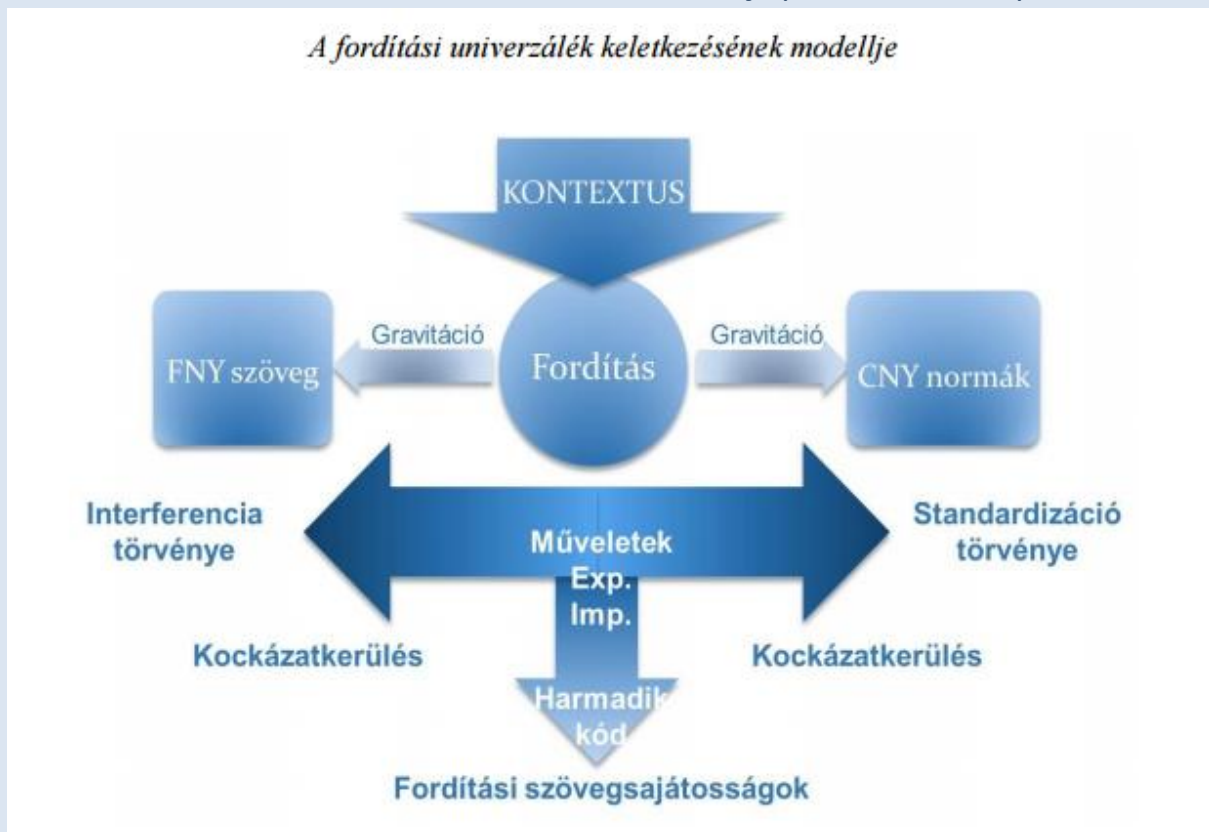 A fordítási univerzálék keletkezésének modellje
KONTEXTUS
FNY szöveg
Gravitáció
Fordítás
Gravitáció
CNY normák
Interferencia
törvénye
Műveletek
Exp.
Imp.
Standardizáció
törvénye
Kockázatkerülés
Kockázatkerülés
Harmadik
kód
Fordítási szövegsajátosságok